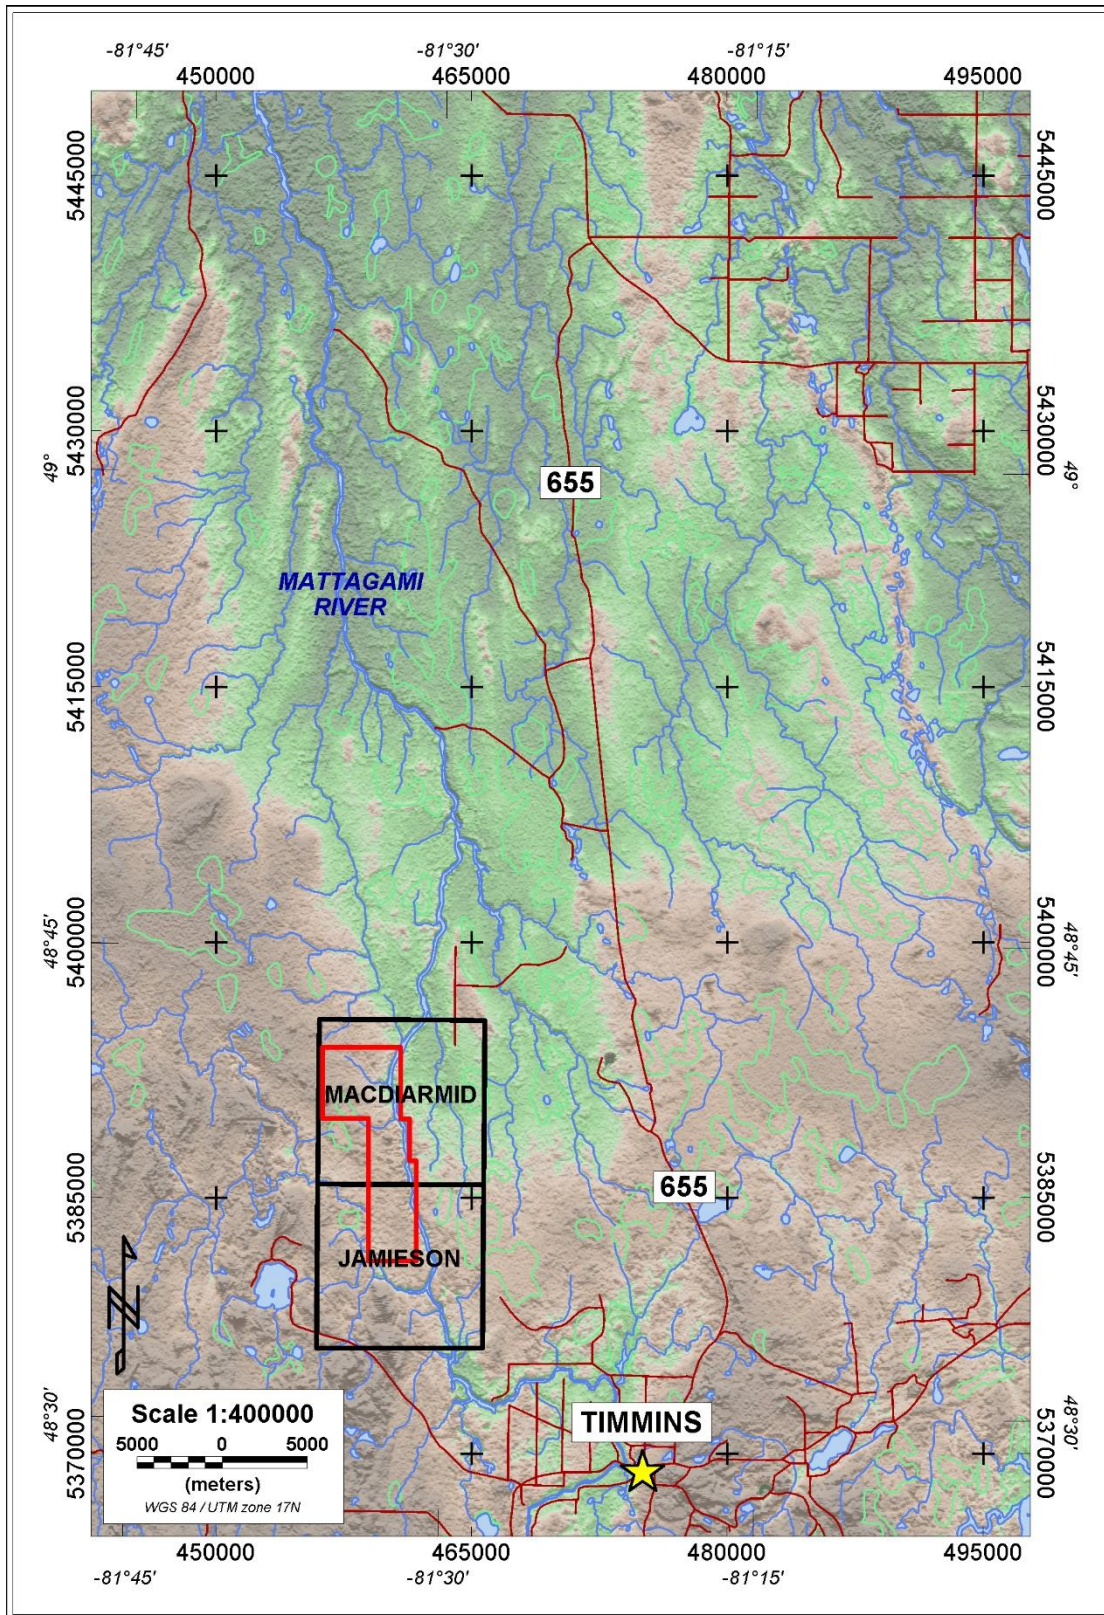 -81°45' -81°30' -81°15'
450000 465000 480000 495000
5445000 5445000
5430000 5430000
49° 49°
655
MATTAGAMI
RIVER
5415000 5415000
48°45' 5400000 5400000 48°45'
MACDIARMID
655
5385000 5385000
JAMIESON
N
48°30' 48°30'
Scale 1:400000
5000 0 5000
(meters)
WGS 84 / UTM zone 17N
TIMMINS
5370000 5370000
450000 465000 480000 495000
-81°45' -81°30' -81°15'